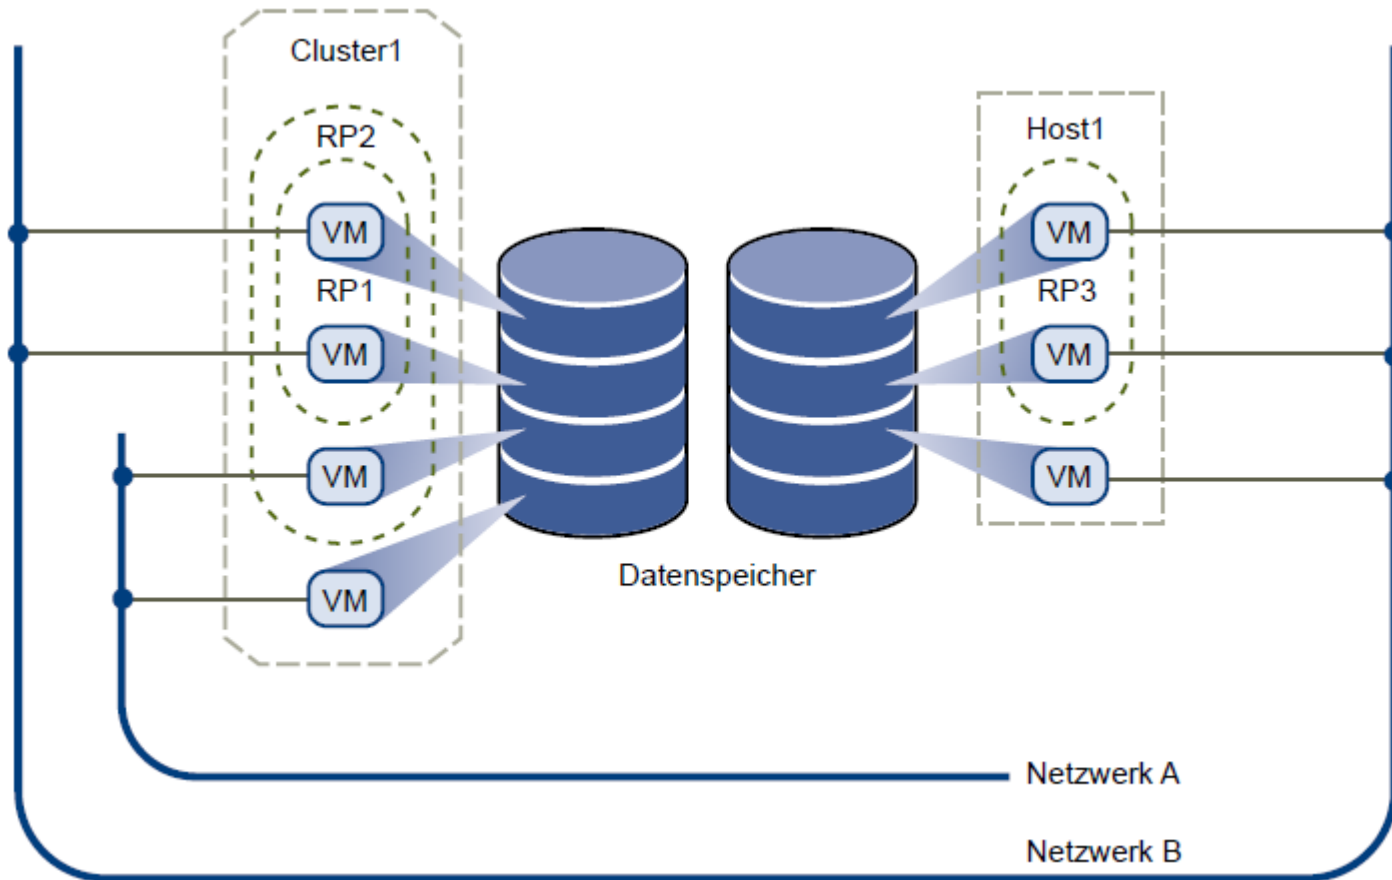 Cluster1
RP2
VM
RP1
VM
VM
VM
Host1
VM
RP3
VM
VM
Datenspeicher
Netzwerk A
Netzwerk B